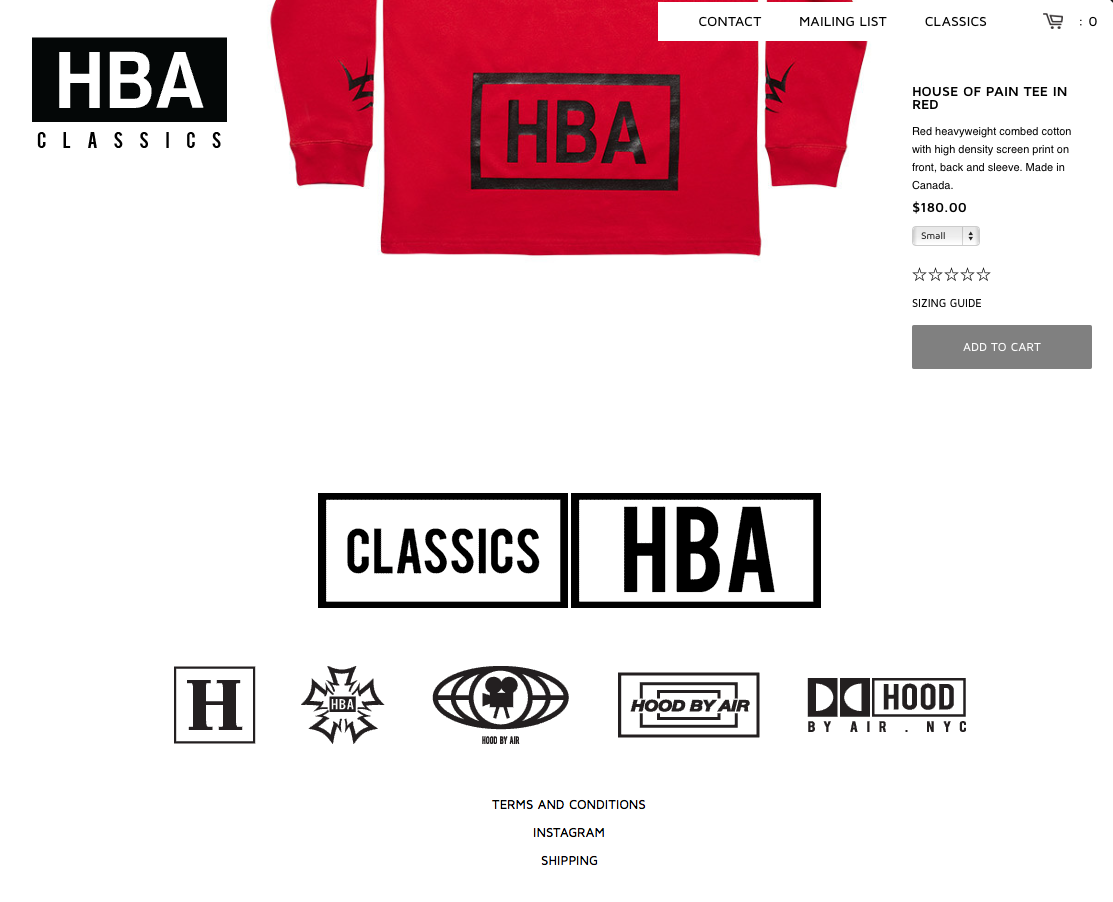 CONTACT MAILING LIST CLASSICS : 0
HBA
CLASSICS
HBA
HOUSE OF PAIN TEE IN
RED
Red heavyweight combed cotton
with high density screen print on
front, back and sleeve. Made in
Canada.
$180.00
Small
☆☆☆☆☆
SIZING GUIDE
ADD TO CART
CLASSICS HBA
H
HBA
HOOD BY AIR
HOOD BY AIR
HOOD
BY AIR . NYC
TERMS AND CONDITIONS
INSTAGRAM
SHIPPING